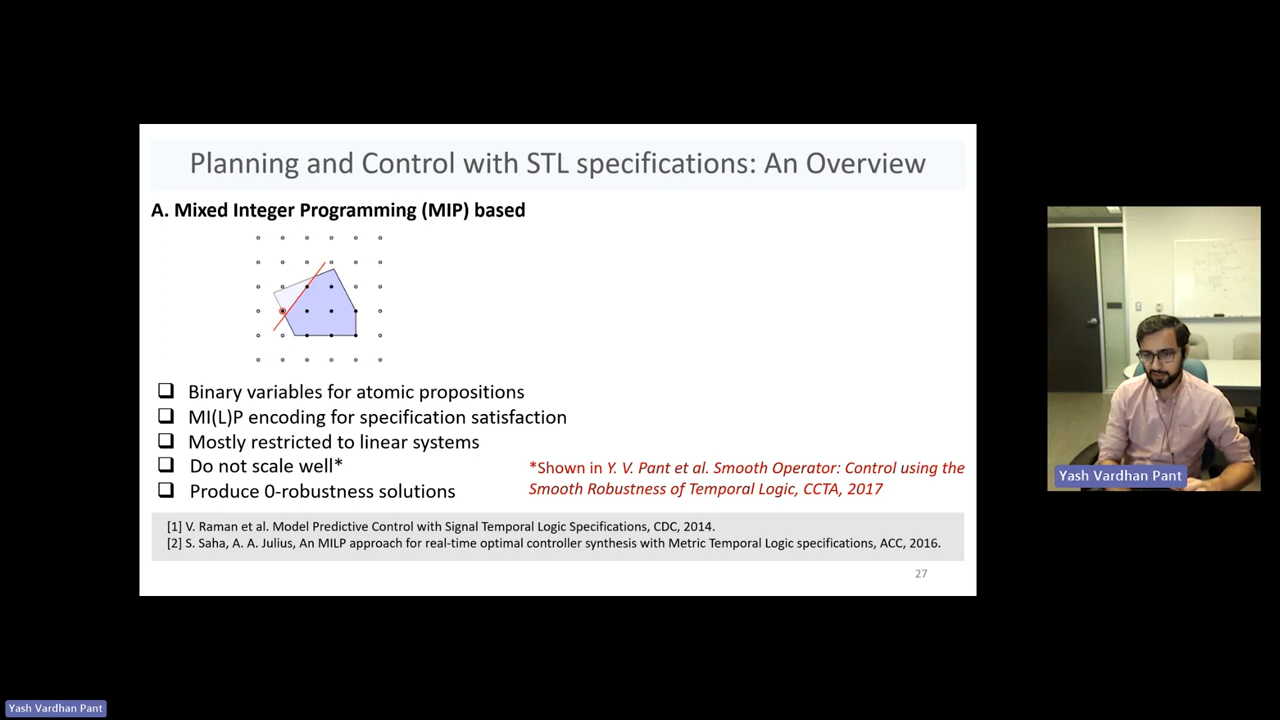 Planning and Control with STL specifications: An Overview
A. Mixed Integer Programming (MIP) based
Binary variables for atomic propositions
MI(L)P encoding for specification satisfaction
Mostly restricted to linear systems
Do not scale well*
Produce 0-robustness solutions
*Shown in Y. V. Pant et al. Smooth Operator: Control using the
Smooth Robustness of Temporal Logic, CCTA, 2017
[1] V. Raman et al. Model Predictive Control with Signal Temporal Logic Specifications, CDC, 2014.
[2] S. Saha, A. A. Julius, An MILP approach for real-time optimal controller synthesis with Metric Temporal Logic specifications, ACC, 2016.
27
Yash Vardhan Pant
Yash Vardhan Pant